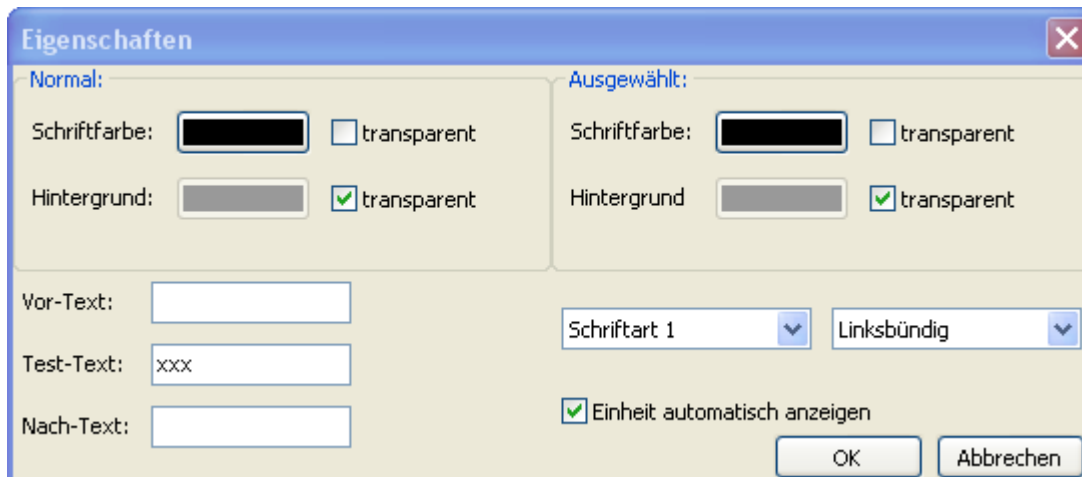 Eigenschaften
Normal:
Schriftfarbe:
transparent
Hintergrund:
transparent
Ausgewählt:
Schriftfarbe:
transparent
Hintergrund
transparent
Vor-Text:
Test-Text:
xxx
Nach-Text:
Schriftart 1
Linksbündig
Einheit automatisch anzeigen
OK
Abbrechen